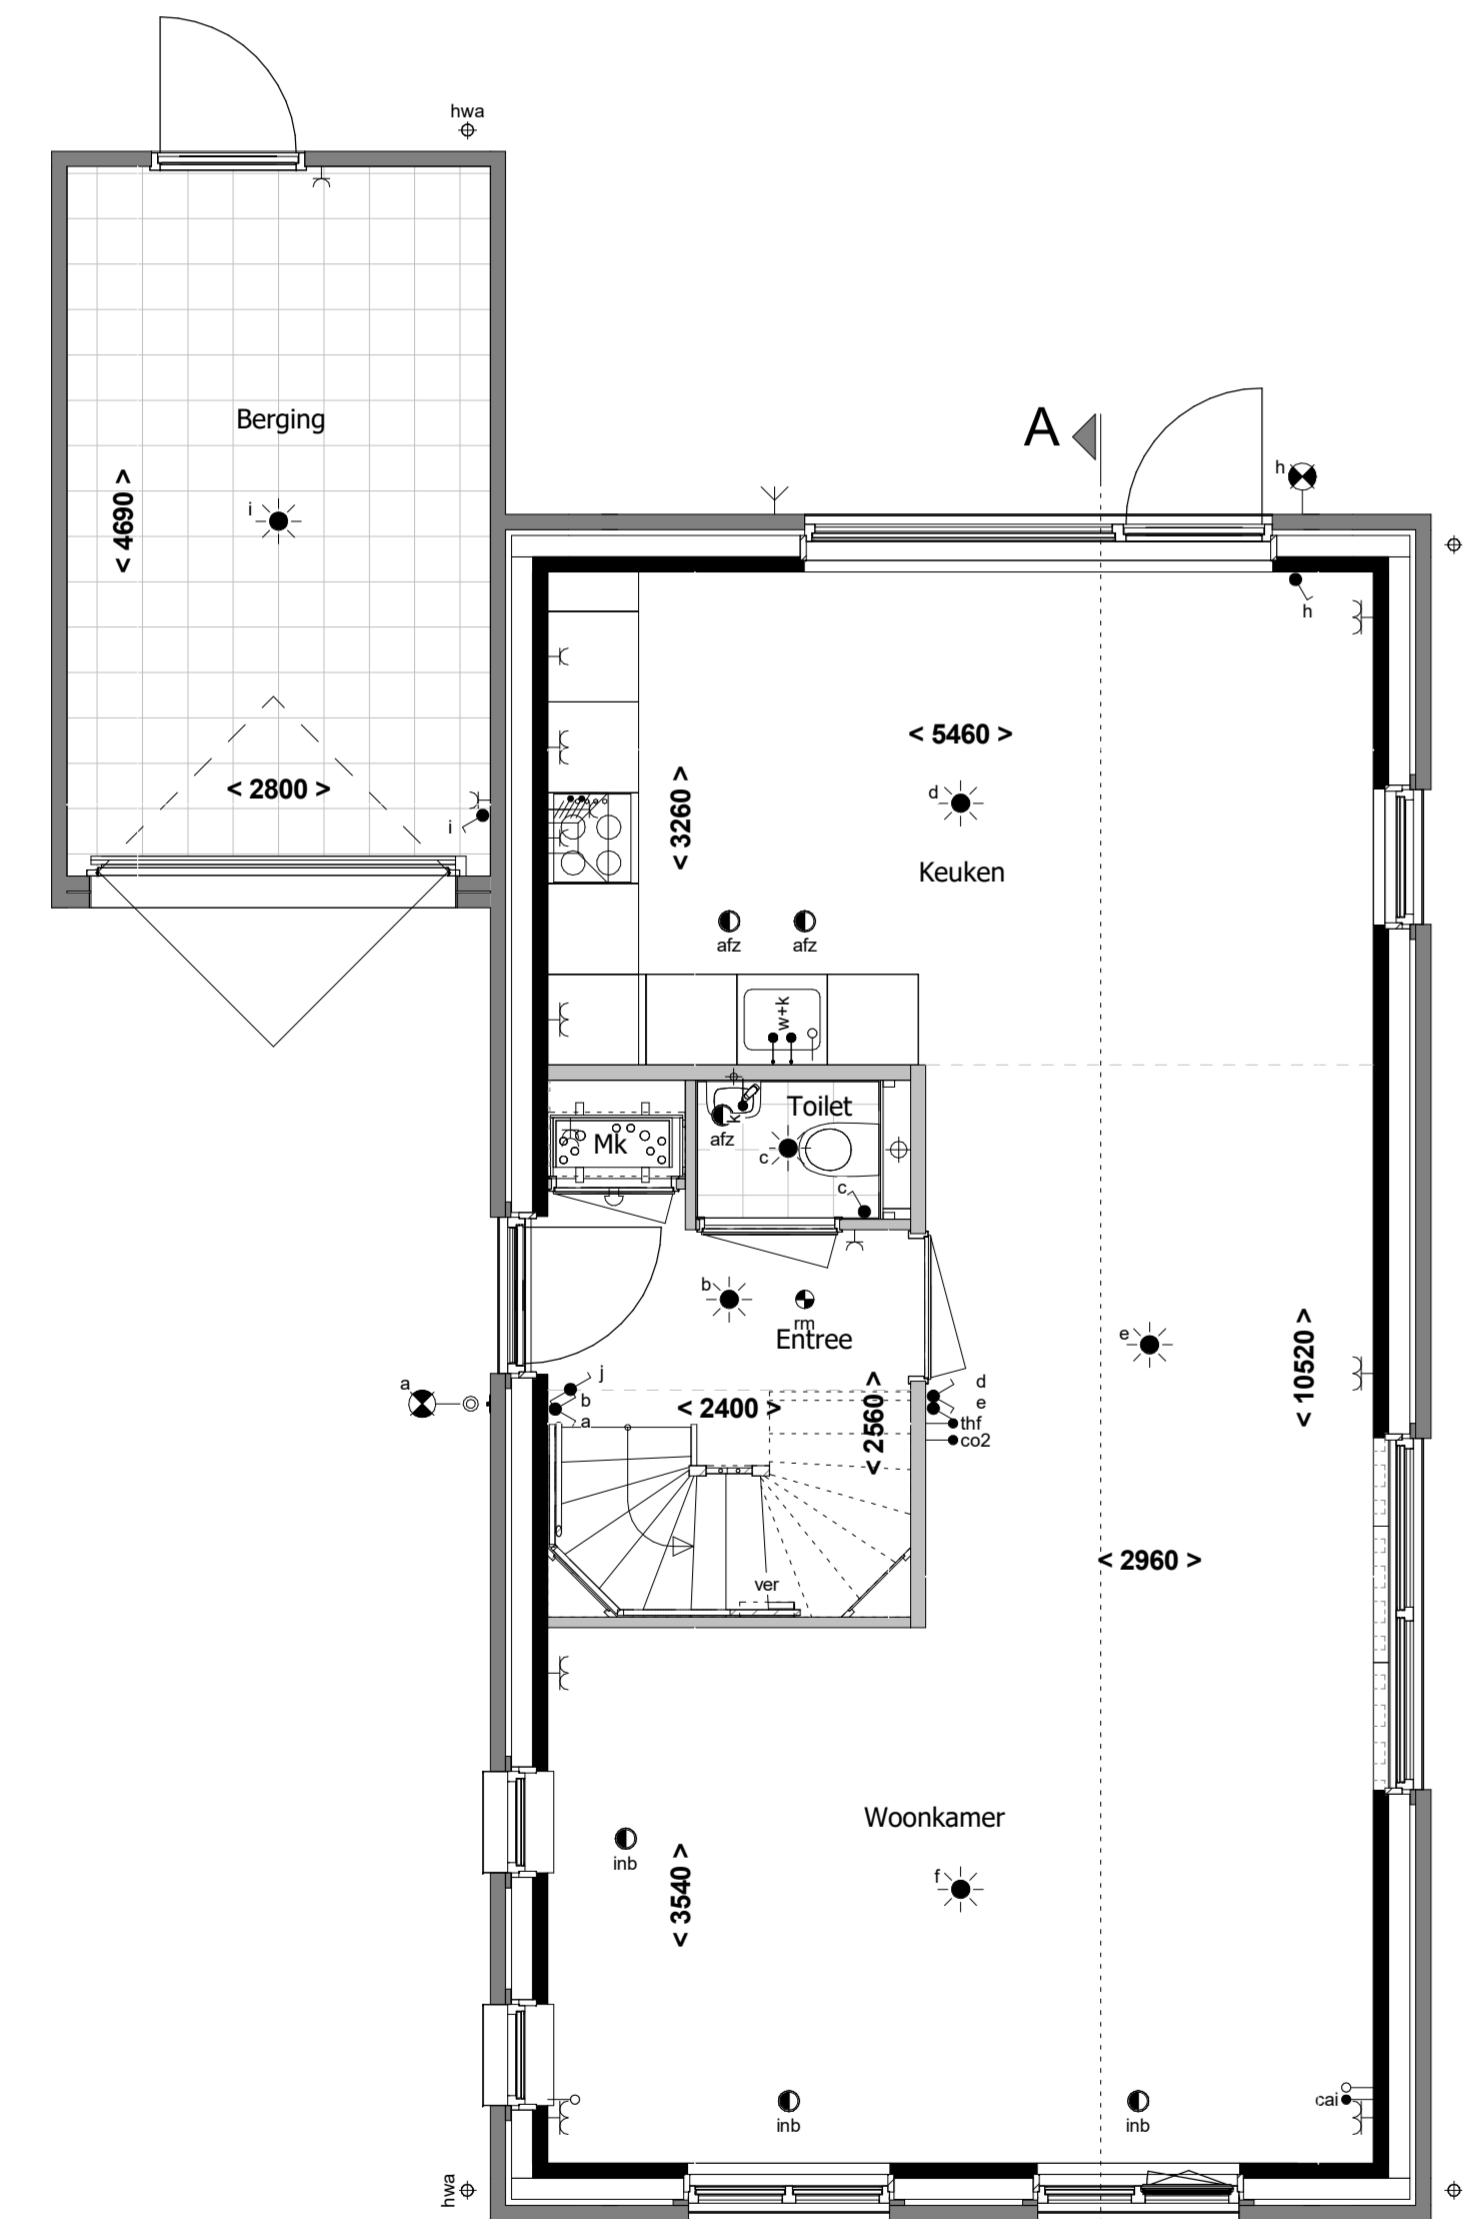 hwa
Berging
A
h
< 4690 >
i
h
< 5460 >
< 2800 >
d
< 3260 >
i
Keuken
afz
afz
w+k
Toilet
k
Mk
afz
c
c
b
rm
Entree
e
< 10520 >
j
d
a
b
e
< 2400 >
a
thf
< 2560 >
co2
< 2960 >
ver
Woonkamer
inb
f
< 3540 >
cai
inb
inb
hwa